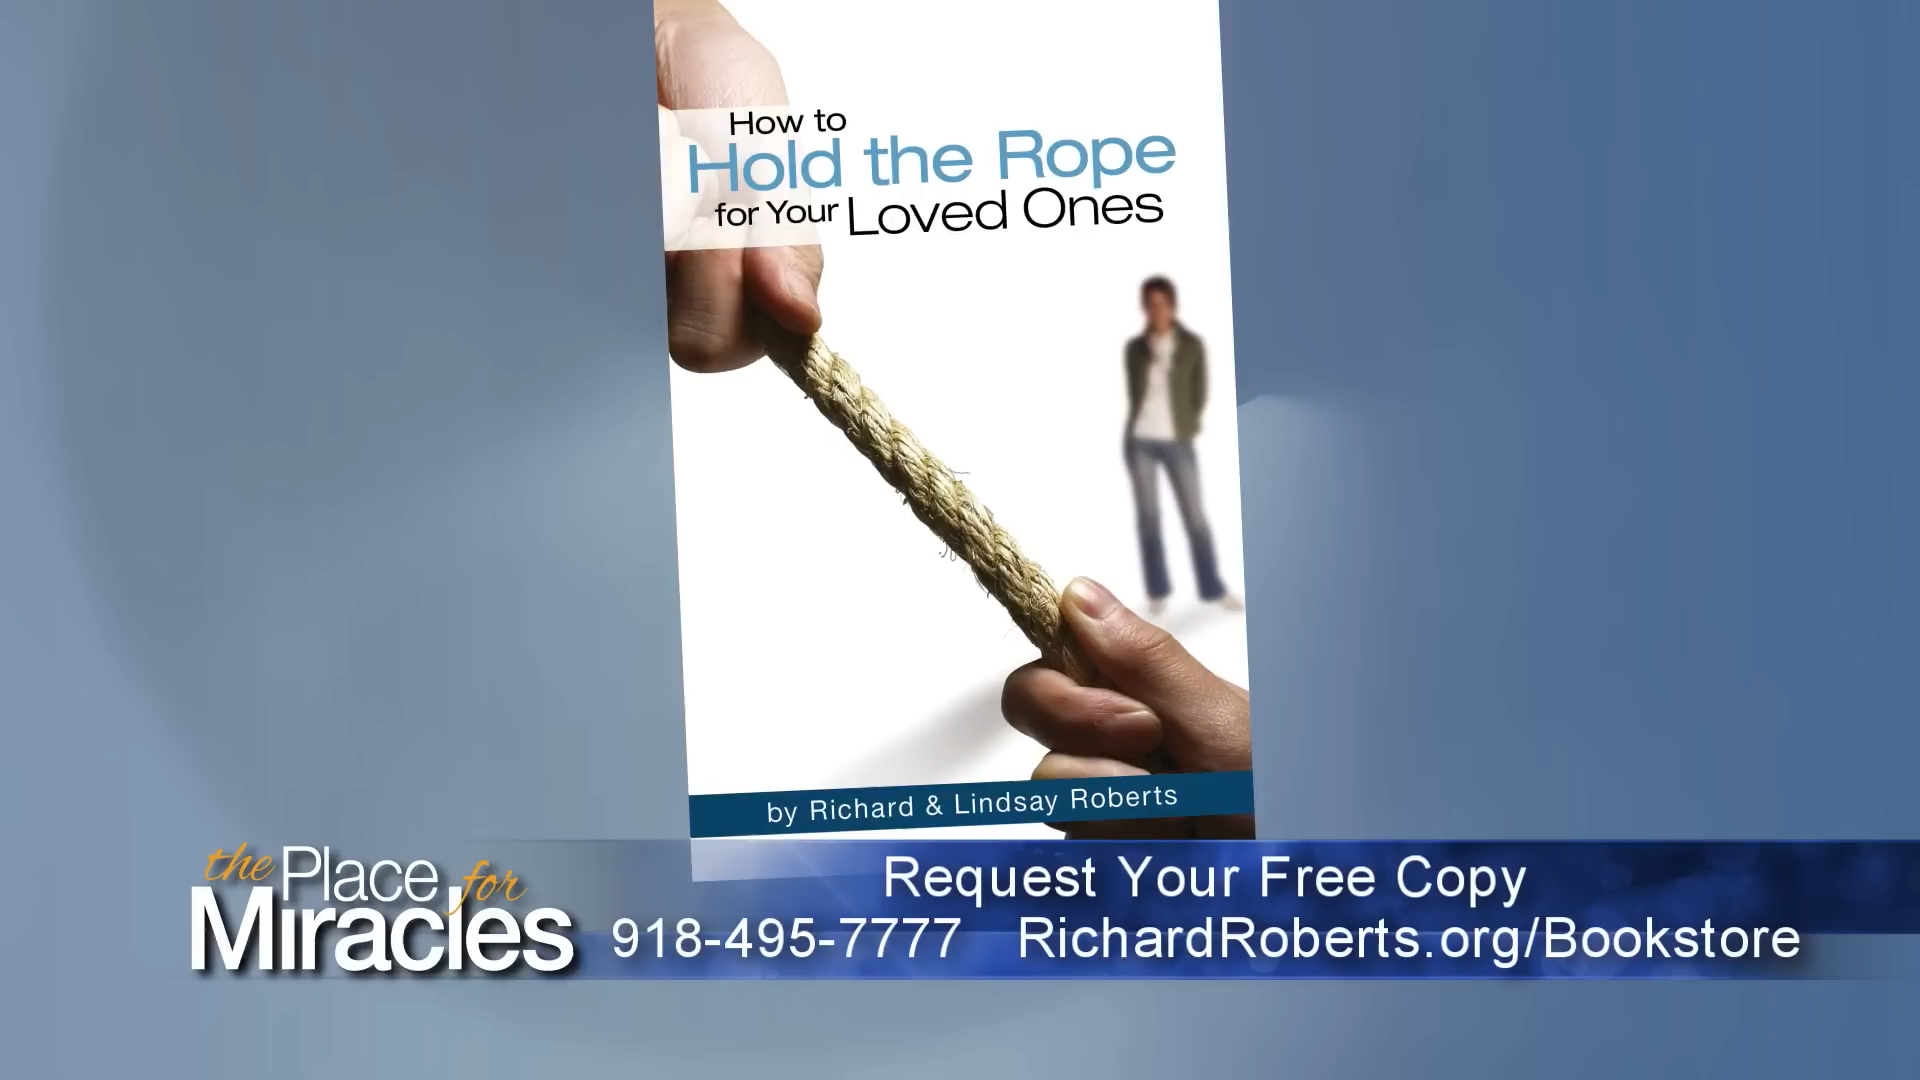 How to
Hold the Rope
for Your Loved Ones
by Richard & Lindsay Roberts
the Place for
Miracles
Request Your Free Copy
918-495-7777 RichardRoberts.org/Bookstore